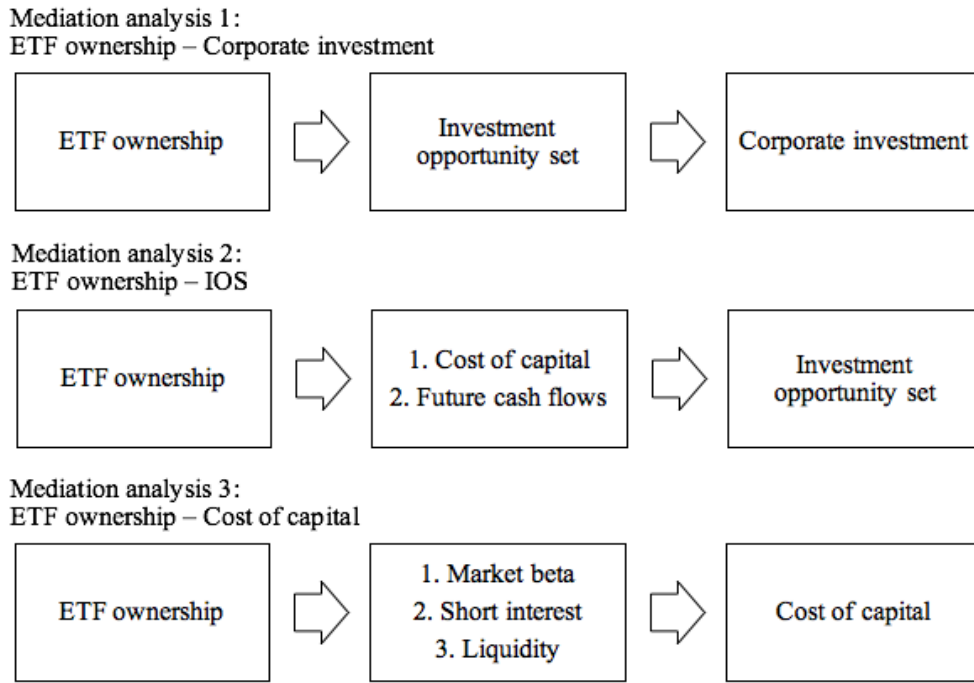 Mediation analysis 1:
ETF ownership – Corporate investment
ETF ownership
Investment
opportunity set
Corporate investment
Mediation analysis 2:
ETF ownership – IOS
ETF ownership
1. Cost of capital
2. Future cash flows
Investment
opportunity set
Mediation analysis 3:
ETF ownership – Cost of capital
ETF ownership
1. Market beta
2. Short interest
3. Liquidity
Cost of capital